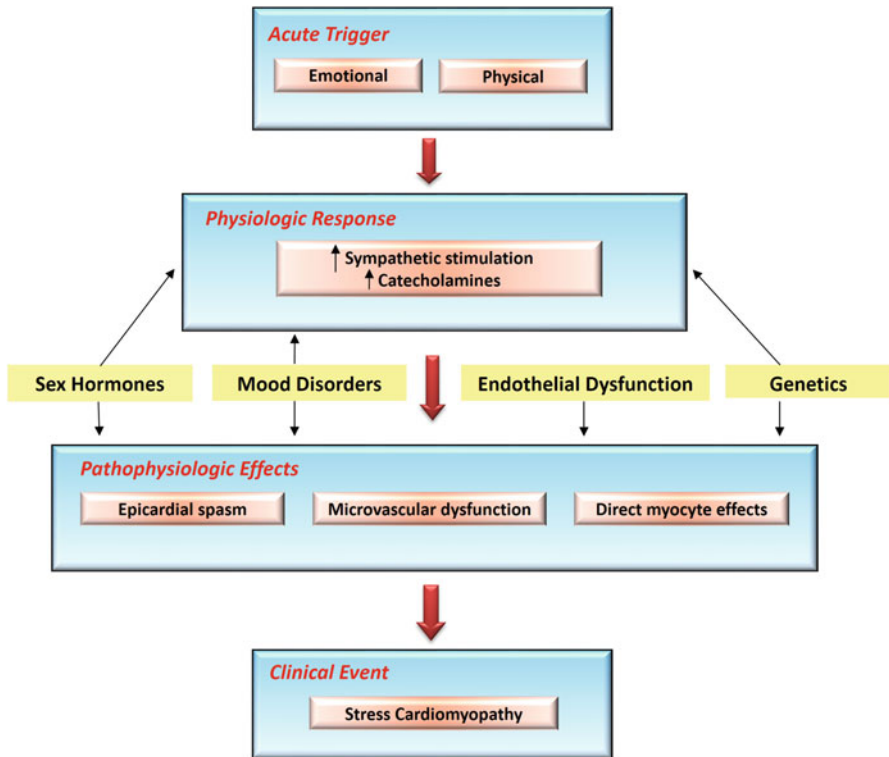 Acute Trigger
Emotional
Physical
Physiologic Response
Sympathetic stimulation
Catecholamines
Sex Hormones
Mood Disorders
Endothelial Dysfunction
Genetics
Pathophysiologic Effects
Epicardial spasm
Microvascular dysfunction
Direct myocyte effects
Clinical Event
Stress Cardiomyopathy